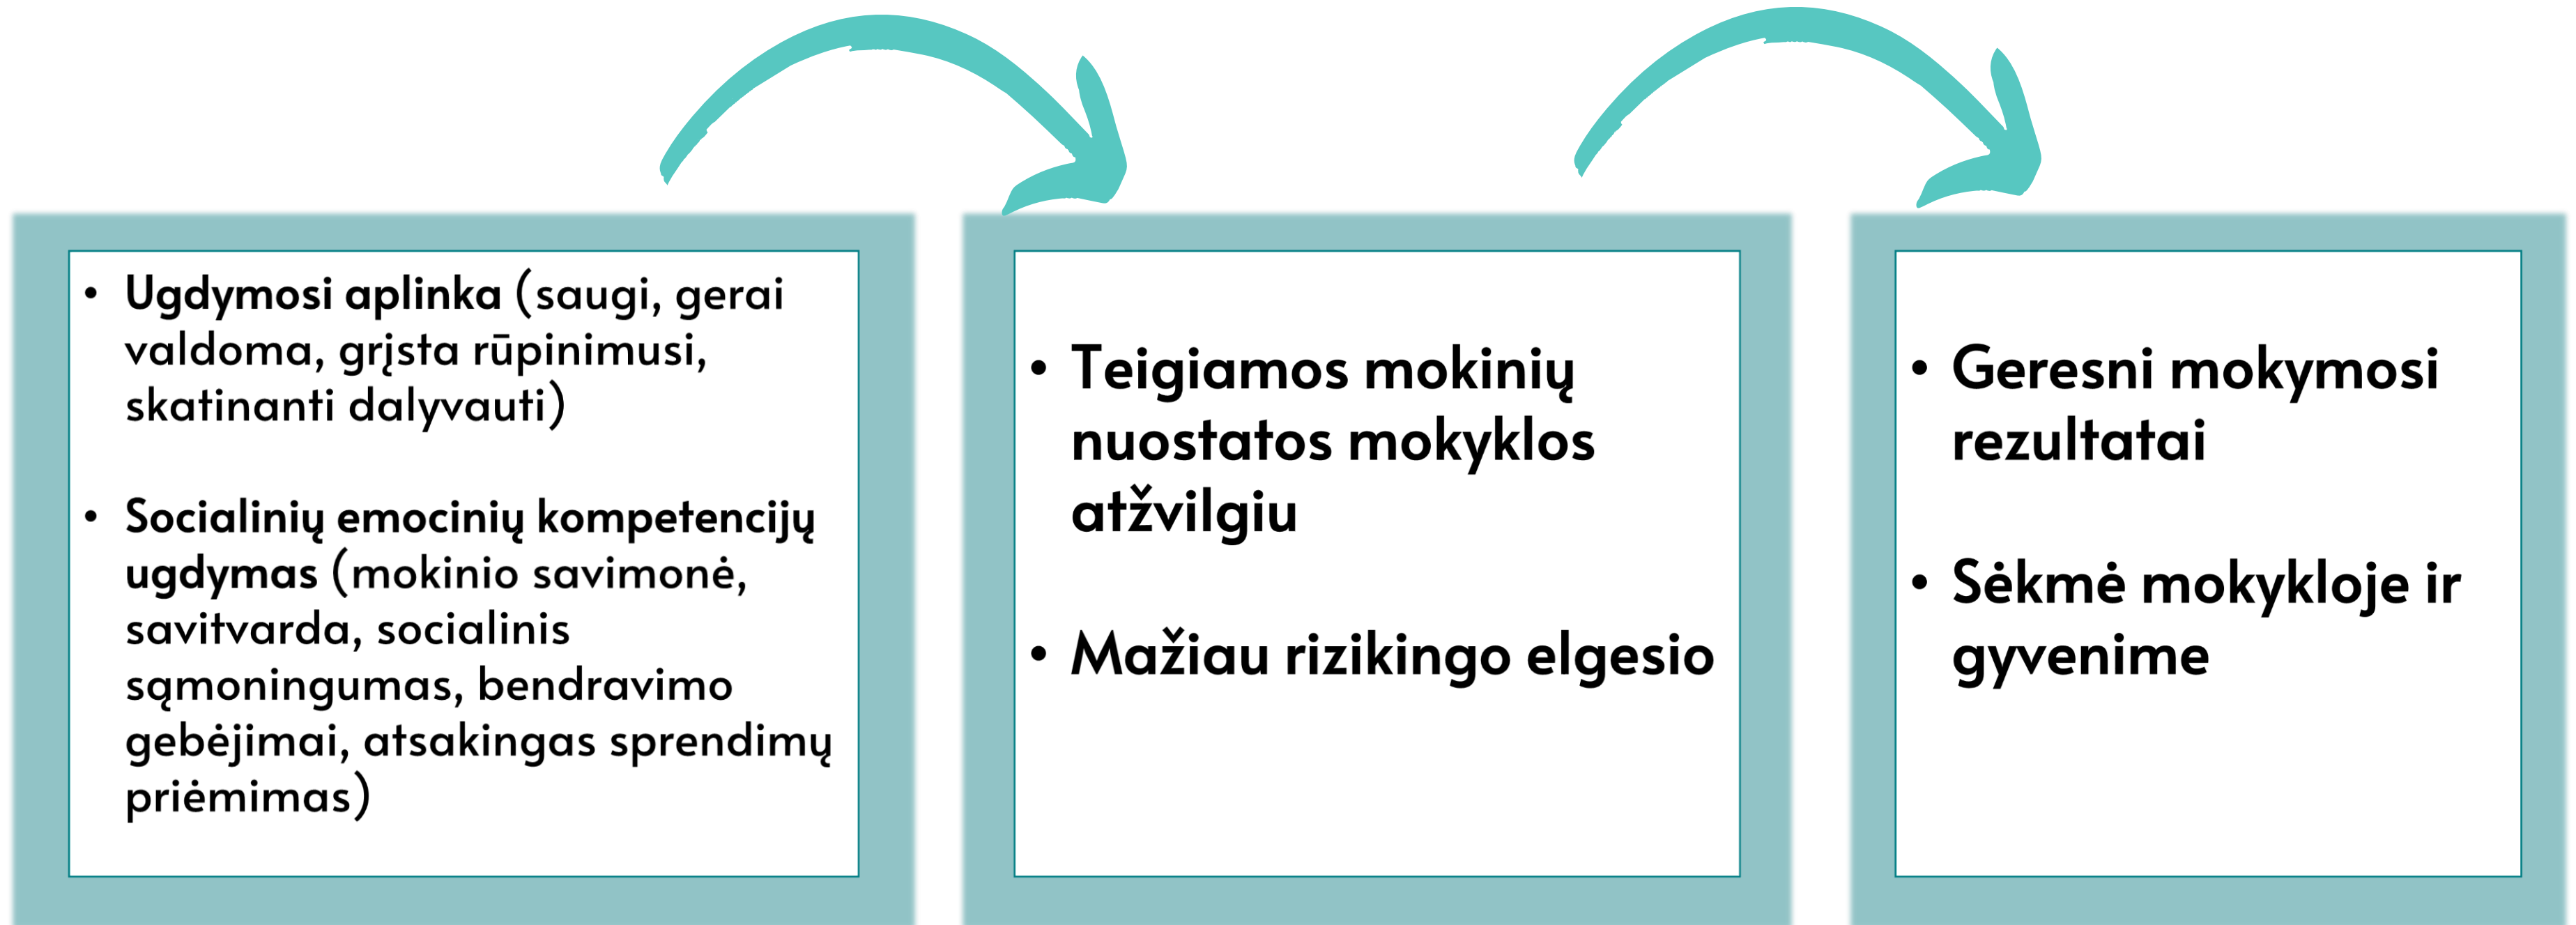 • Ugdymosi aplinka (saugi, gerai
valdoma, grįsta rūpinimusi,
skatinanti dalyvauti)
• Socialinių emocinių kompetencijų
ugdymas (mokinio savimonė,
savitvarda, socialinis
sąmoningumas, bendravimo
gebėjimai, atsakingas sprendimų
priėmimas)
• Teigiamos mokinių
nuostatos mokyklos
atžvilgiu
• Mažiau rizikingo elgesio
• Geresni mokymosi
rezultatai
• Sėkmė mokykloje ir
gyvenime